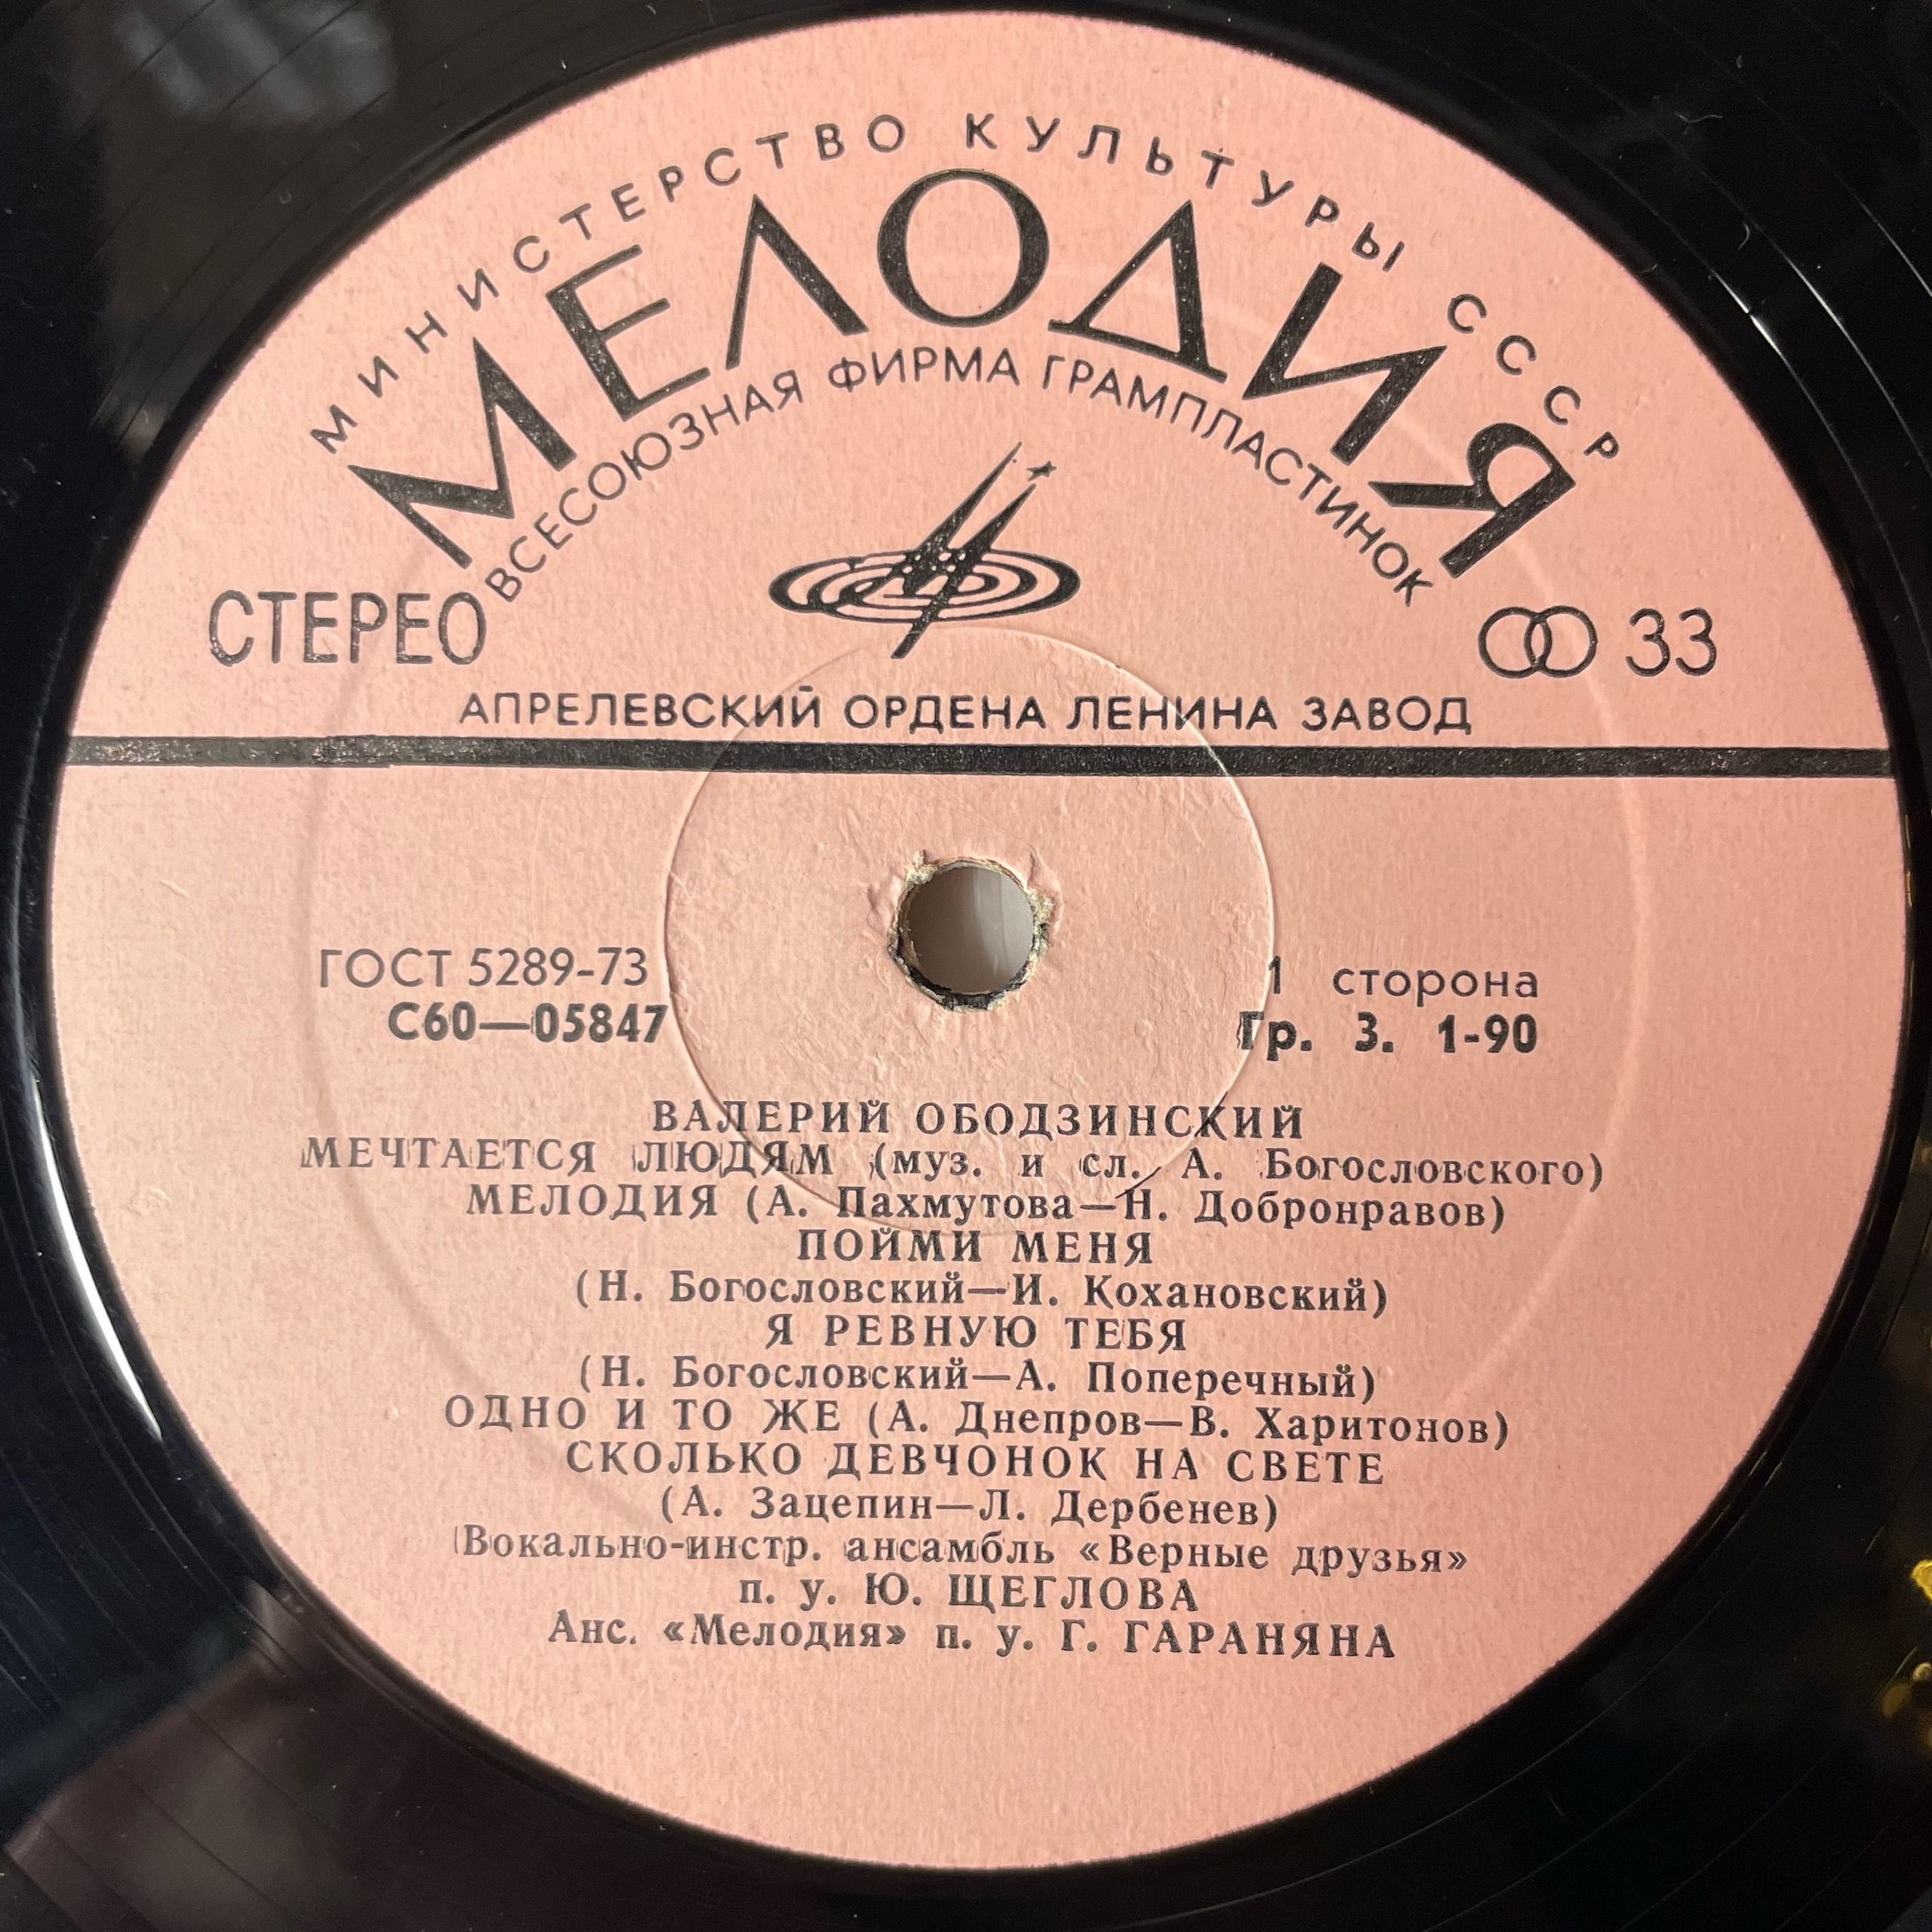 МИНИСТЕРСТВО КУЛЬТУРЫ СССР
МЕЛОДИЯ
ВСЕСОЮЗНАЯ ФИРМА ГРАМПЛАСТИНОК
СТЕРЕО
33
АПРЕЛЕВСКИЙ ОРДЕНА ЛЕНИНА ЗАВОД
ГОСТ 5289-73
С60—05847
1 сторона
Гр. 3. 1-90
ВАЛЕРИЙ ОБОДЗИНСКИЙ
МЕЧТАЕТСЯ ЛЮДЯМ (муз. и сл. А. Богословского)
МЕЛОДИЯ (А. Пахмутова—Н. Добронравов)
ПОЙМИ МЕНЯ
(Н. Богословский—И. Кохановский)
Я РЕВНУЮ ТЕБЯ
(Н. Богословский—А. Поперечный)
ОДНО И ТО ЖЕ (А. Днепров—В. Харитонов)
СКОЛЬКО ДЕВЧОНОК НА СВЕТЕ
(А. Зацепин—Л. Дербенев)
Вокально-инстр. ансамбль «Верные друзья»
п. у. Ю. ЩЕГЛОВА
Анс. «Мелодия» п. у. Г. ГАРАНЯНА